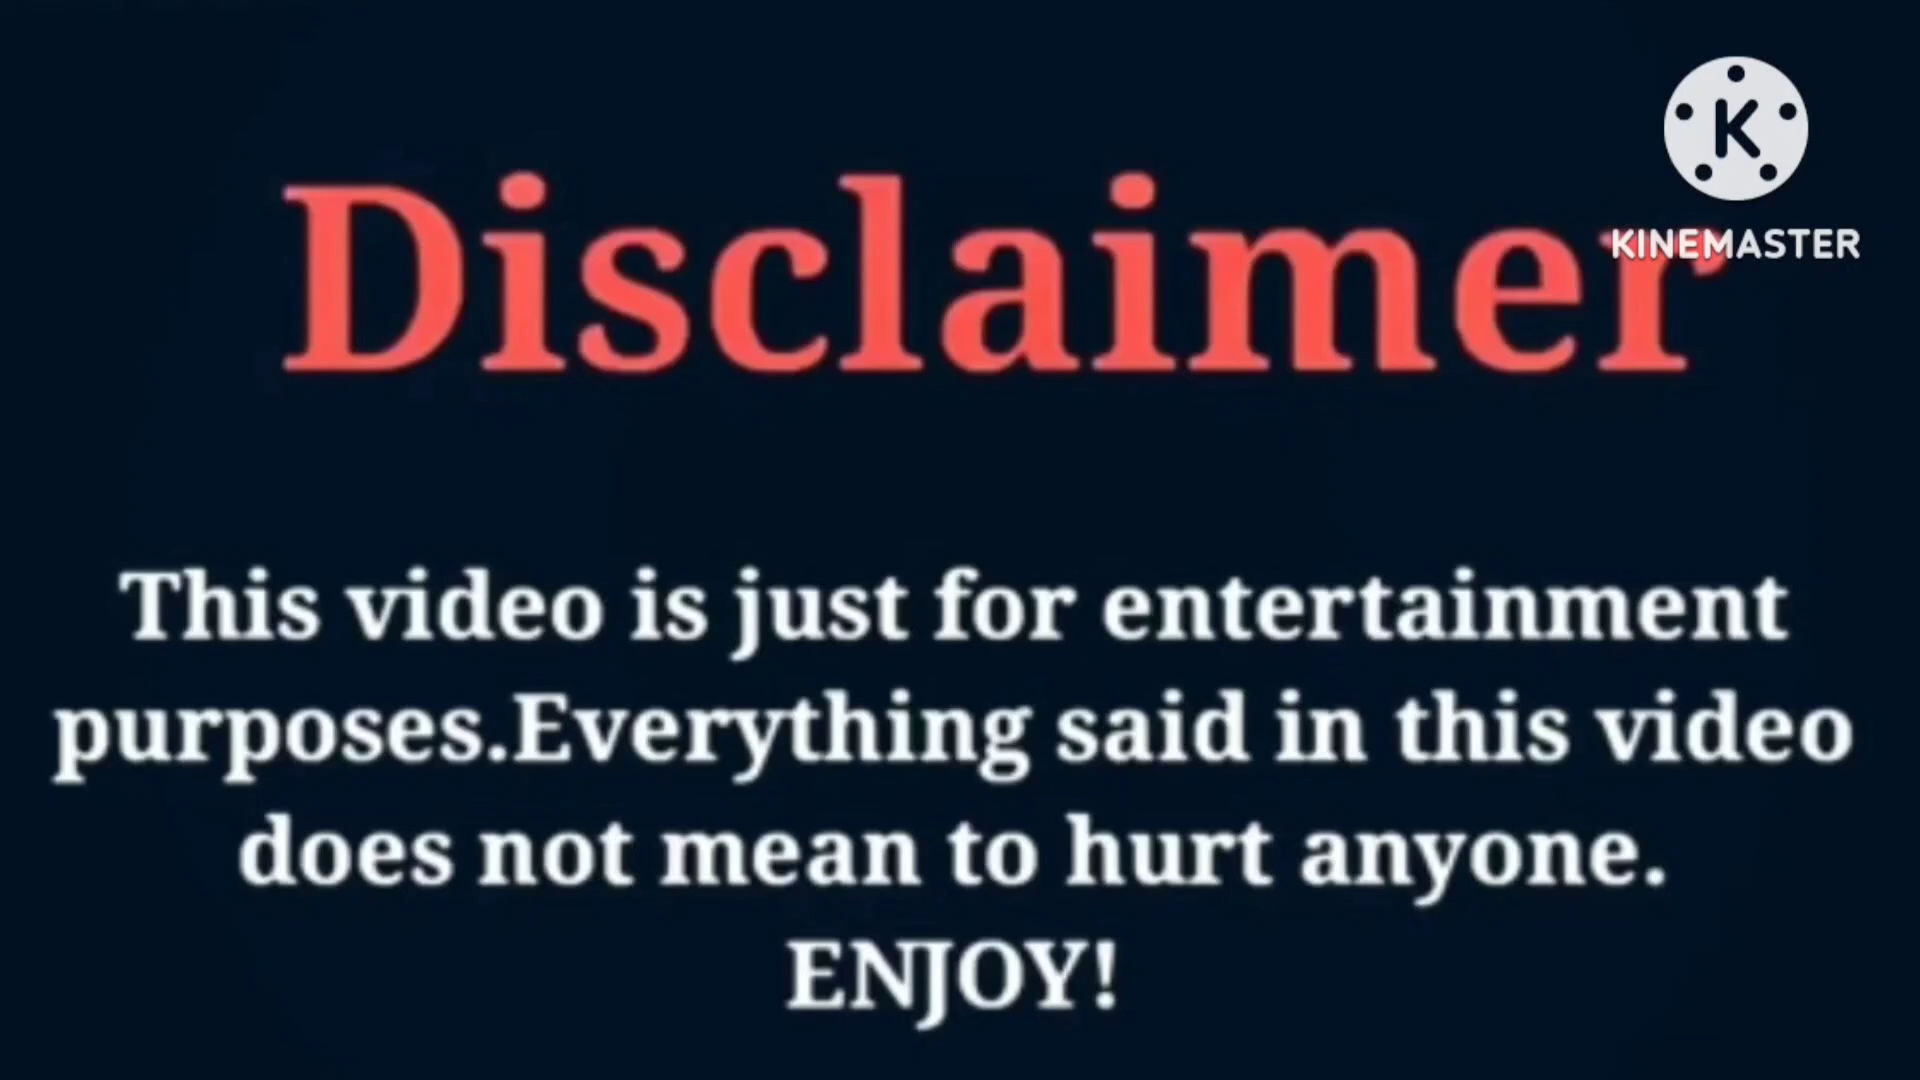 K
KINEMASTER
Disclaimer
This video is just for entertainment
purposes.Everything said in this video
does not mean to hurt anyone.
ENJOY!